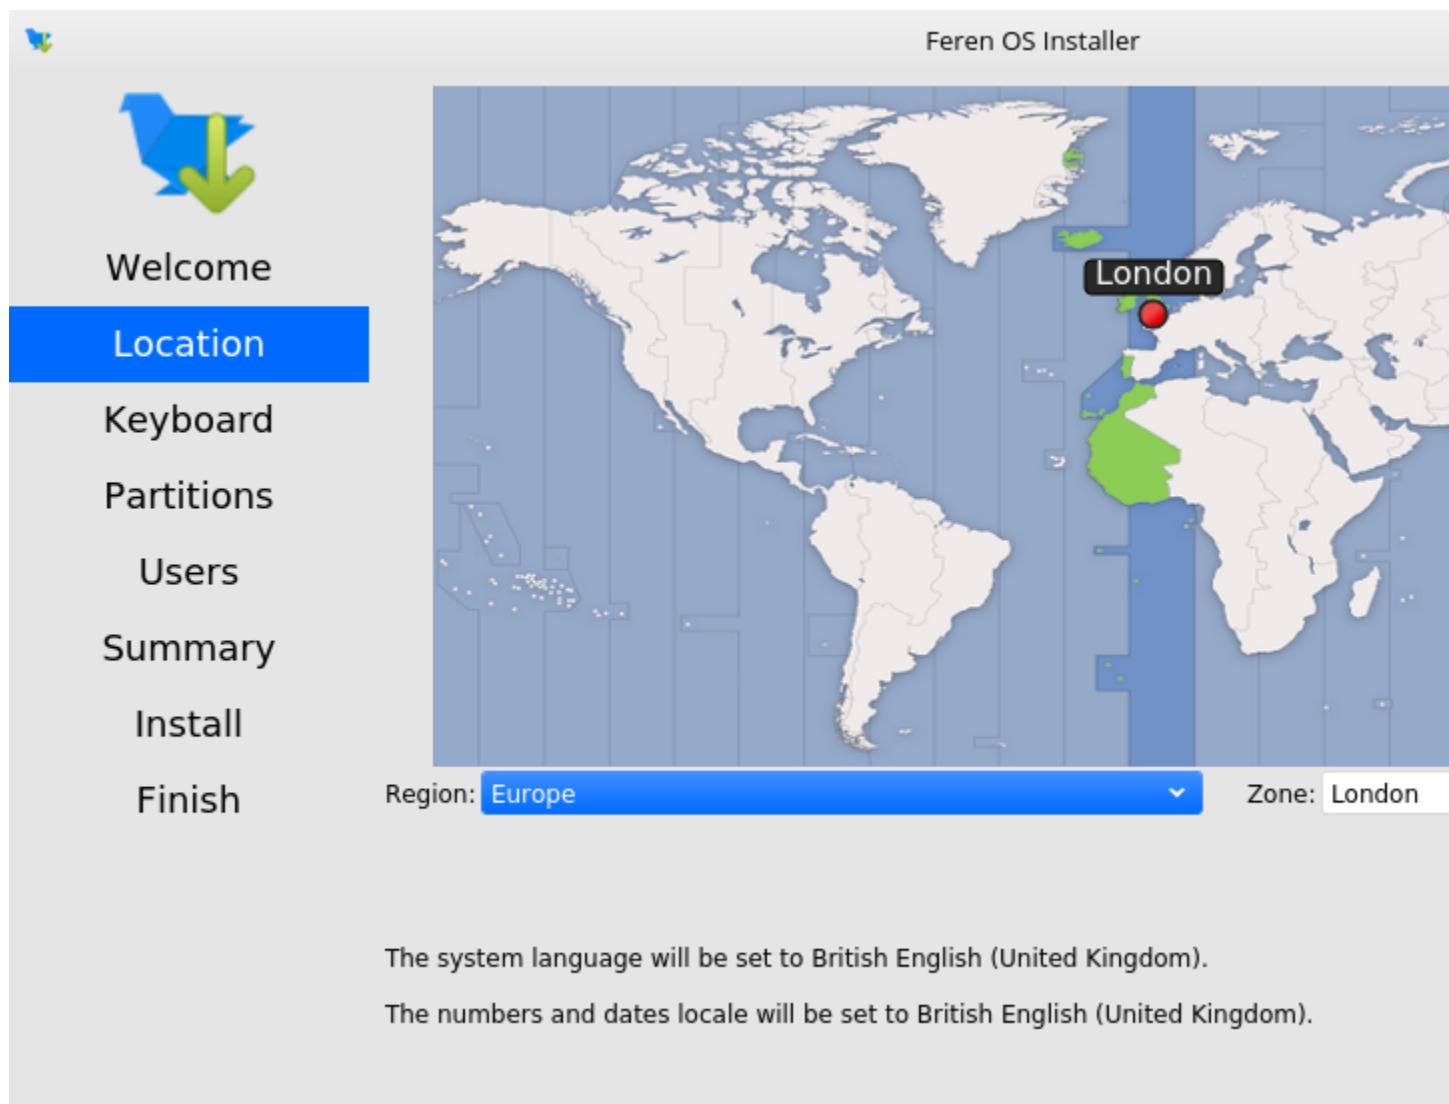 Feren OS Installer
Welcome
Location
Keyboard
Partitions
Users
Summary
Install
Finish
London
Region: Europe Zone: London
The system language will be set to British English (United Kingdom).
The numbers and dates locale will be set to British English (United Kingdom).